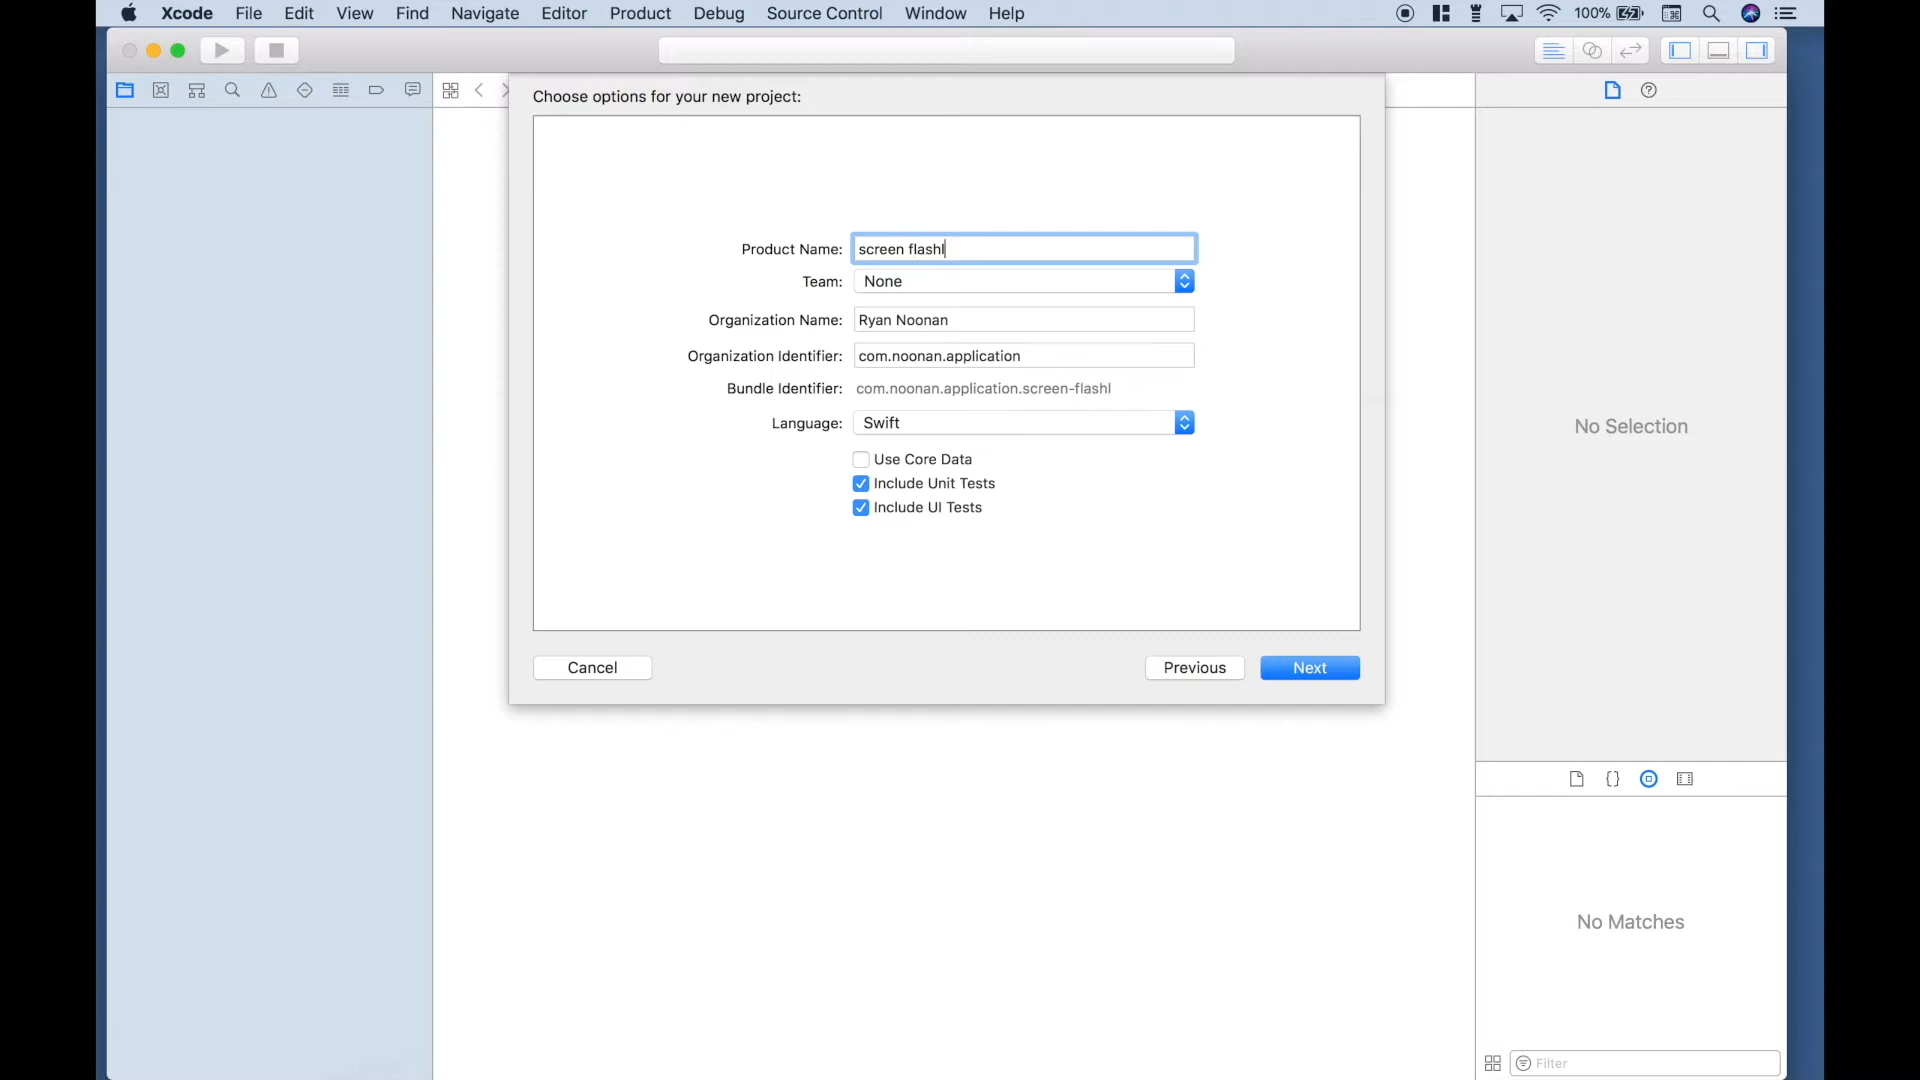 Xcode File Edit View Find Navigate Editor Product Debug Source Control Window Help 100%
Choose options for your new project:
Product Name: screen flashl
Team: None
Organization Name: Ryan Noonan
Organization Identifier: com.noonan.application
Bundle Identifier: com.noonan.application.screen-flashl
Language: Swift
Use Core Data
Include Unit Tests
Include UI Tests
Cancel Previous Next
No Selection
{}
No Matches
Filter